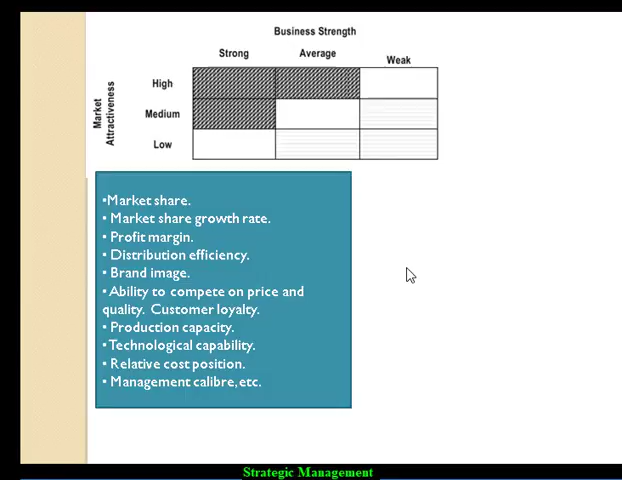 Business Strength
Strong Average Weak
Market Attractiveness
High
Medium
Low
▪Market share.
▪ Market share growth rate.
▪ Profit margin.
▪ Distribution efficiency.
▪ Brand image.
▪ Ability to compete on price and
quality. Customer loyalty.
▪ Production capacity.
▪ Technological capability.
▪ Relative cost position.
▪ Management calibre, etc.
Strategic Management